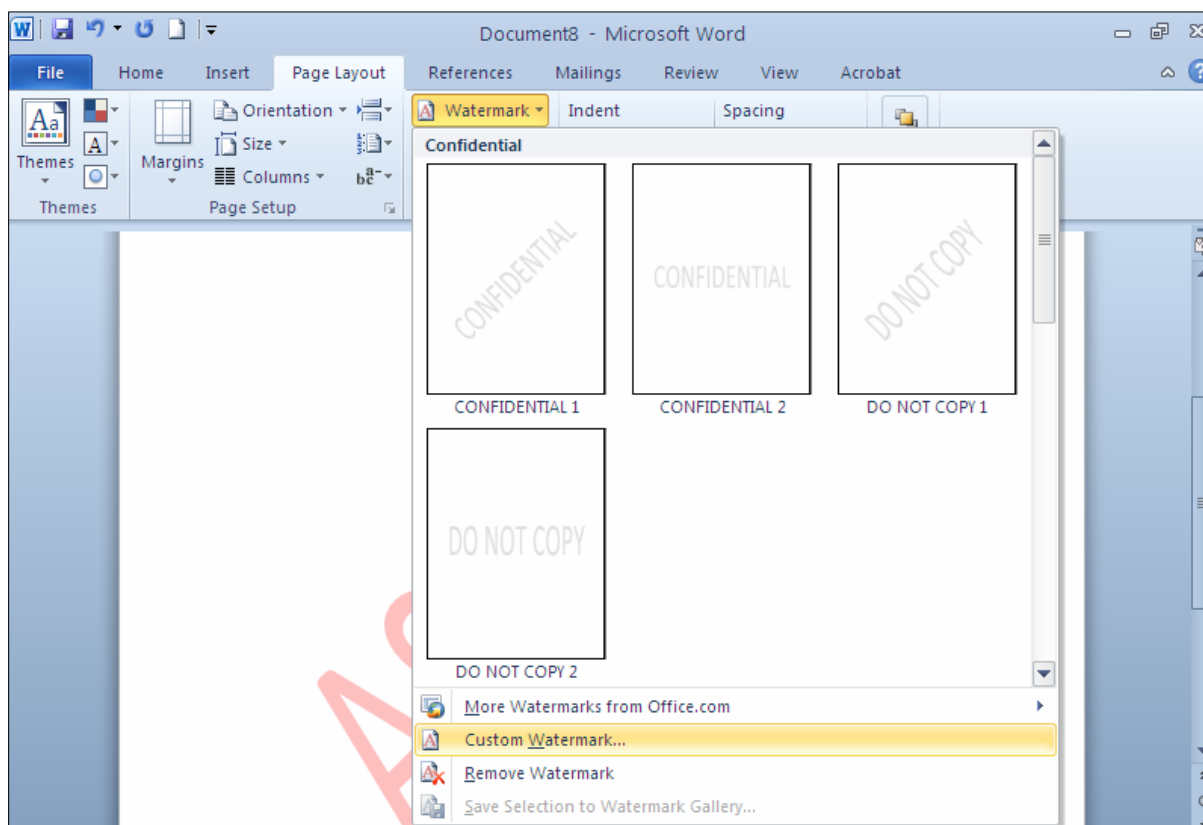 Document8 - Microsoft Word
File Home Insert Page Layout References Mailings Review View Acrobat
Themes
Margins
Orientation
Size
Columns
Watermark
Indent
Spacing
Themes
Page Setup
Confidential
CONFIDENTIAL
CONFIDENTIAL
DO NOT COPY
CONFIDENTIAL 1
CONFIDENTIAL 2
DO NOT COPY 1
DO NOT COPY
DO NOT COPY 2
More Watermarks from Office.com
Custom Watermark...
Remove Watermark
Save Selection to Watermark Gallery...